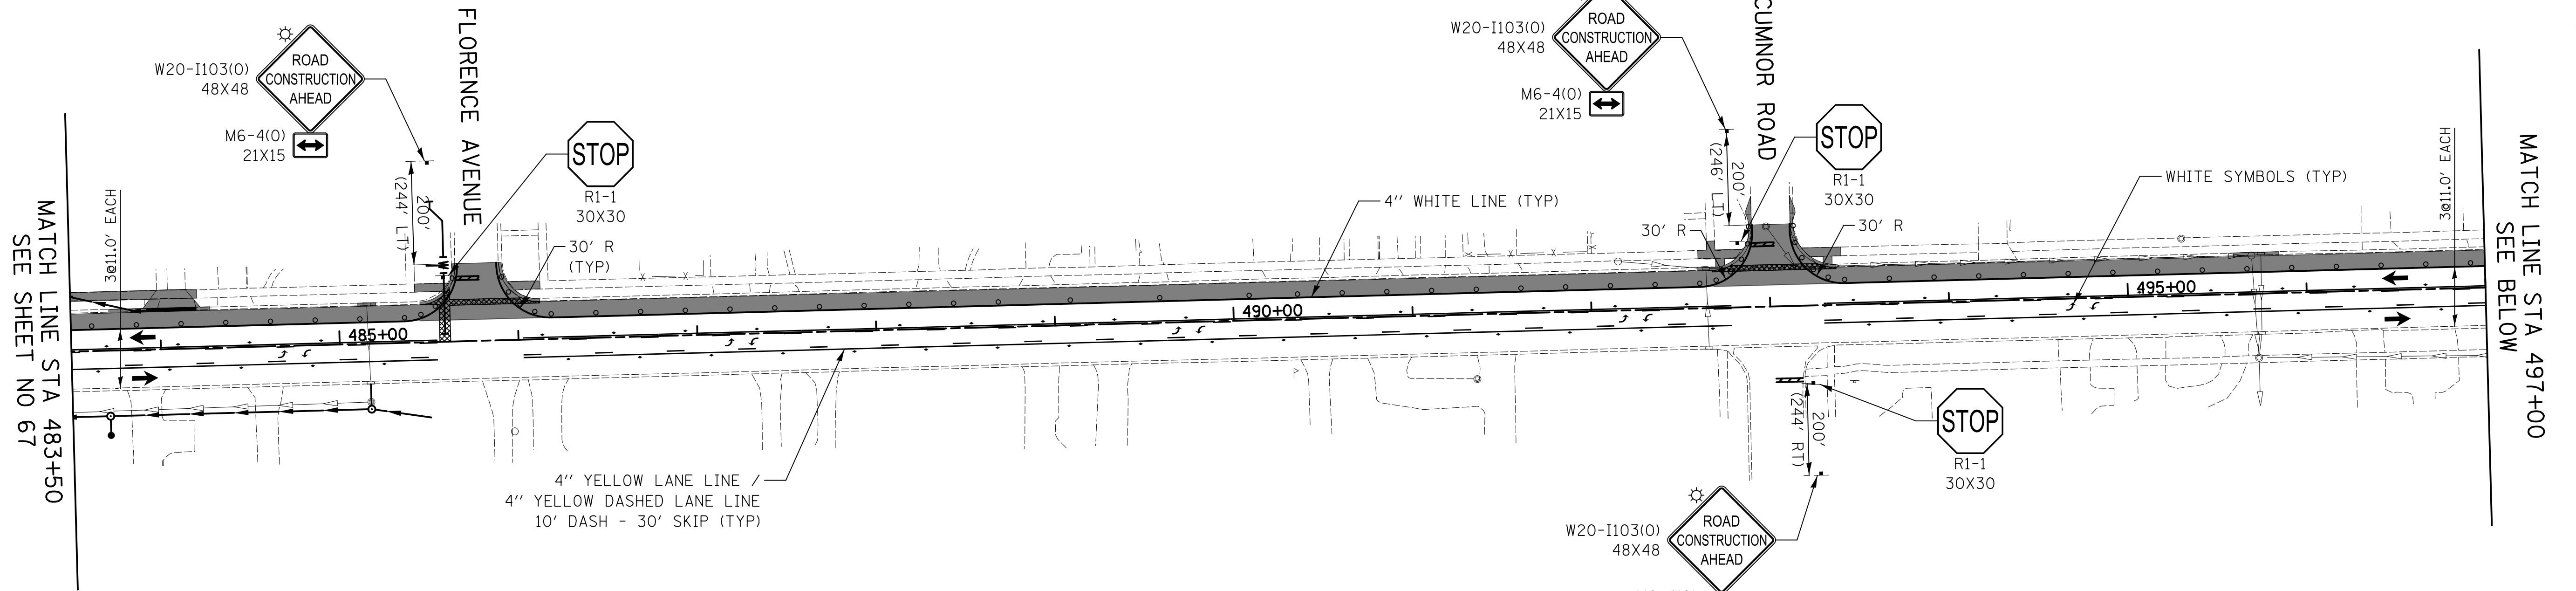 MATCH LINE STA 483+50
SEE SHEET NO 67
3@11.0' EACH
W20-I103(O)
48X48
ROAD
CONSTRUCTION
AHEAD
M6-4(O)
21X15
200'
(244' LT)
FLORENCE AVENUE
STOP
R1-1
30X30
30' R
(TYP)
485+00
4" YELLOW LANE LINE /
4" YELLOW DASHED LANE LINE
10' DASH - 30' SKIP (TYP)
490+00
4" WHITE LINE (TYP)
W20-I103(O)
48X48
ROAD
CONSTRUCTION
AHEAD
M6-4(O)
21X15
200'
(246' LT)
CUMNOR ROAD
STOP
R1-1
30X30
30' R
30' R
WHITE SYMBOLS (TYP)
495+00
3@11.0' EACH
200'
(244' RT)
STOP
R1-1
30X30
W20-I103(O)
48X48
ROAD
CONSTRUCTION
AHEAD
MATCH LINE STA 497+00
SEE BELOW